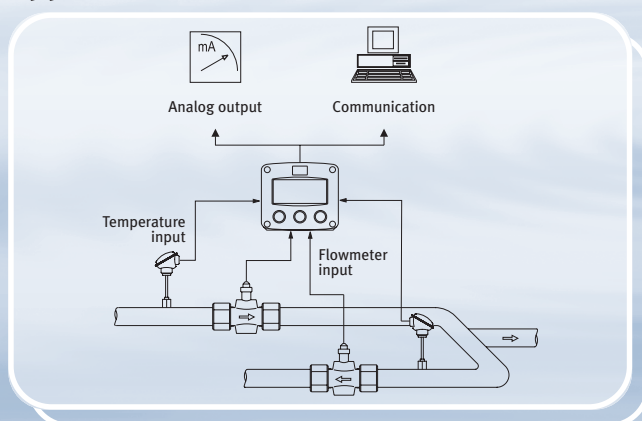 mA
Analog output
Communication
Temperature
input
Flowmeter
input